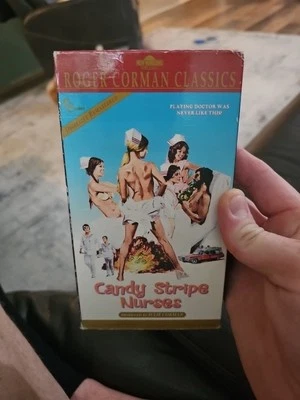 ROGER CORMAN CLASSICS
PLAYING DOCTOR WAS
NEVER LIKE THIS!
Candy Stripe
Nurses